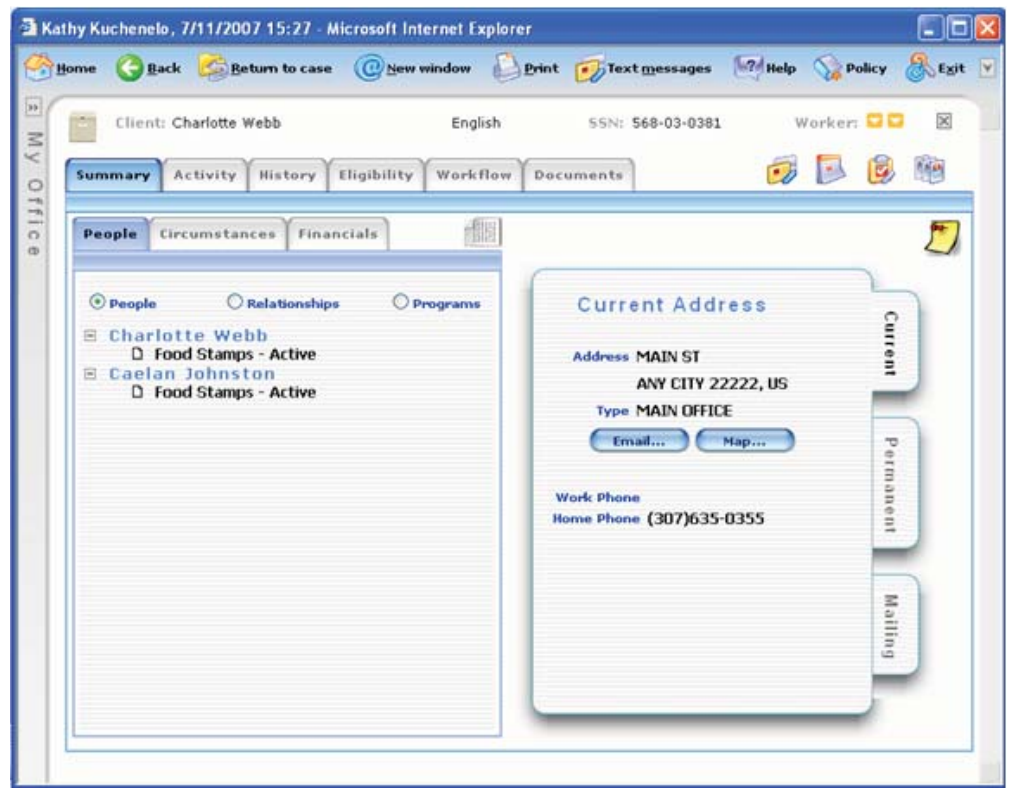 Kathy Kuchenelo, 7/11/2007 15:27 - Microsoft Internet Explorer
Home Back Return to case New window Print Text messages Help Policy Exit
My Office
Client: Charlotte Webb English SSN: 568-03-0381 Worker:
Summary Activity History Eligibility Workflow Documents
People Circumstances Financials
People Relationships Programs
Charlotte Webb
Food Stamps - Active
Caelan Johnston
Food Stamps - Active
Current Address
Address MAIN ST
ANY CITY 22222, US
Type MAIN OFFICE
Email... Map...
Work Phone
Home Phone (307)635-0355
Current
Permanent
Mailing